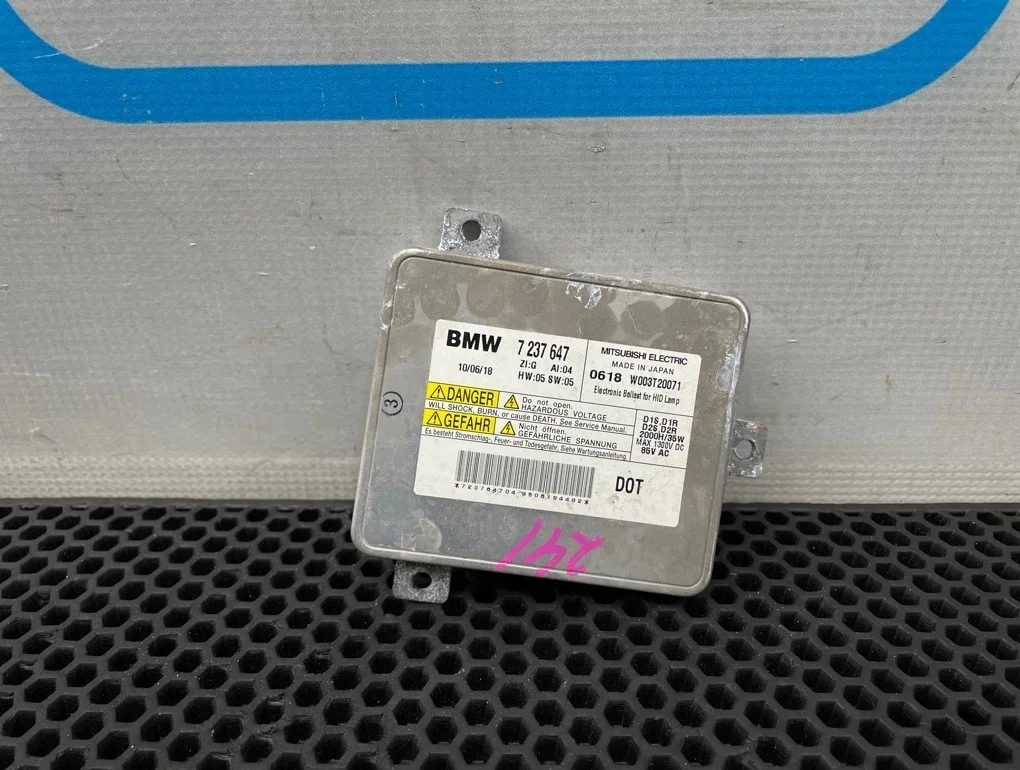 BMW 7 237 647
10/06/18 ZI:G AI:04
HW:05 SW:05
MITSUBISHI ELECTRIC
MADE IN JAPAN
0618 W003T20071
Electronic Ballast for HID Lamp
DANGER Do not open.
HAZARDOUS VOLTAGE
WILL SHOCK, BURN, or cause DEATH. See Service Manual.
GEFAHR Nicht öffnen.
GEFÄHRLICHE SPANNUNG
Es besteht Stromschlag-, Feuer- und Todesgefahr. Siehe Wartungsanleitung.
D1S,D1R
D2S,D2R
2000H/35W
MAX 1300V DC
85V AC
DOT
3
241